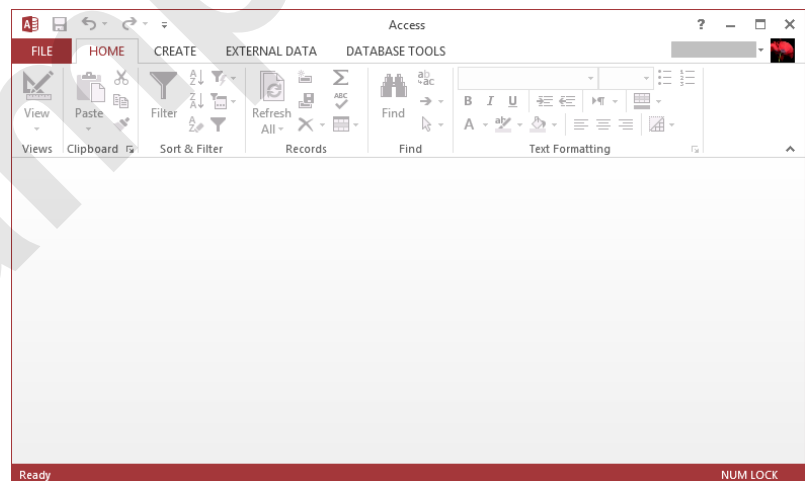 Access
FILE HOME CREATE EXTERNAL DATA DATABASE TOOLS
View Paste Filter Refresh All Find
B I U
A
Views Clipboard Sort & Filter Records Find Text Formatting
Ready NUM LOCK